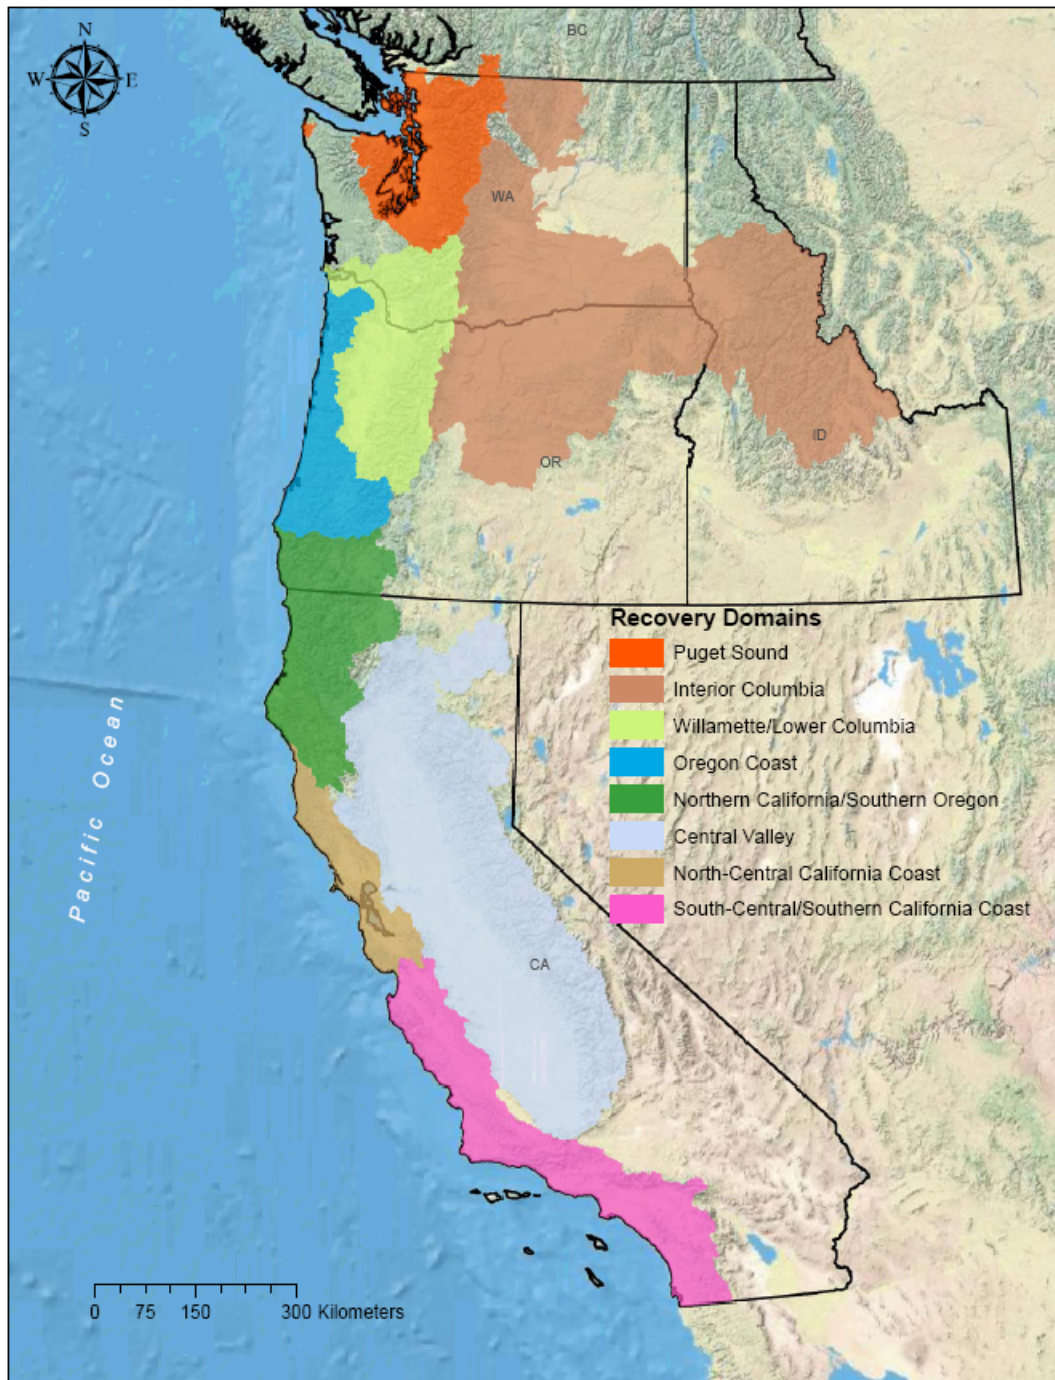 BC
N
W E
S
WA
ID
OR
Recovery Domains
Puget Sound
Interior Columbia
Willamette/Lower Columbia
Oregon Coast
Northern California/Southern Oregon
Central Valley
North-Central California Coast
South-Central/Southern California Coast
Pacific Ocean
CA
0 75 150 300 Kilometers